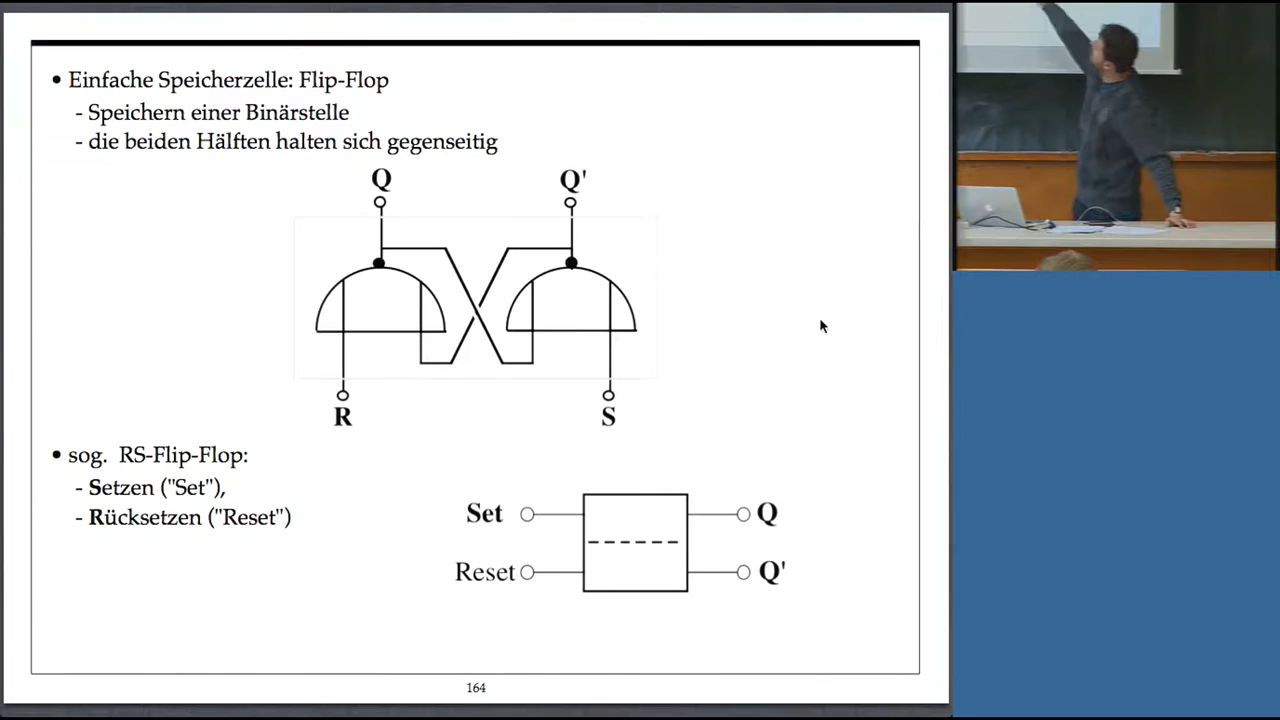 • Einfache Speicherzelle: Flip-Flop
- Speichern einer Binärstelle
- die beiden Hälften halten sich gegenseitig
Q Q'
R S
• sog. RS-Flip-Flop:
- Setzen ("Set"),
- Rücksetzen ("Reset")
Set Q
Reset Q'
164